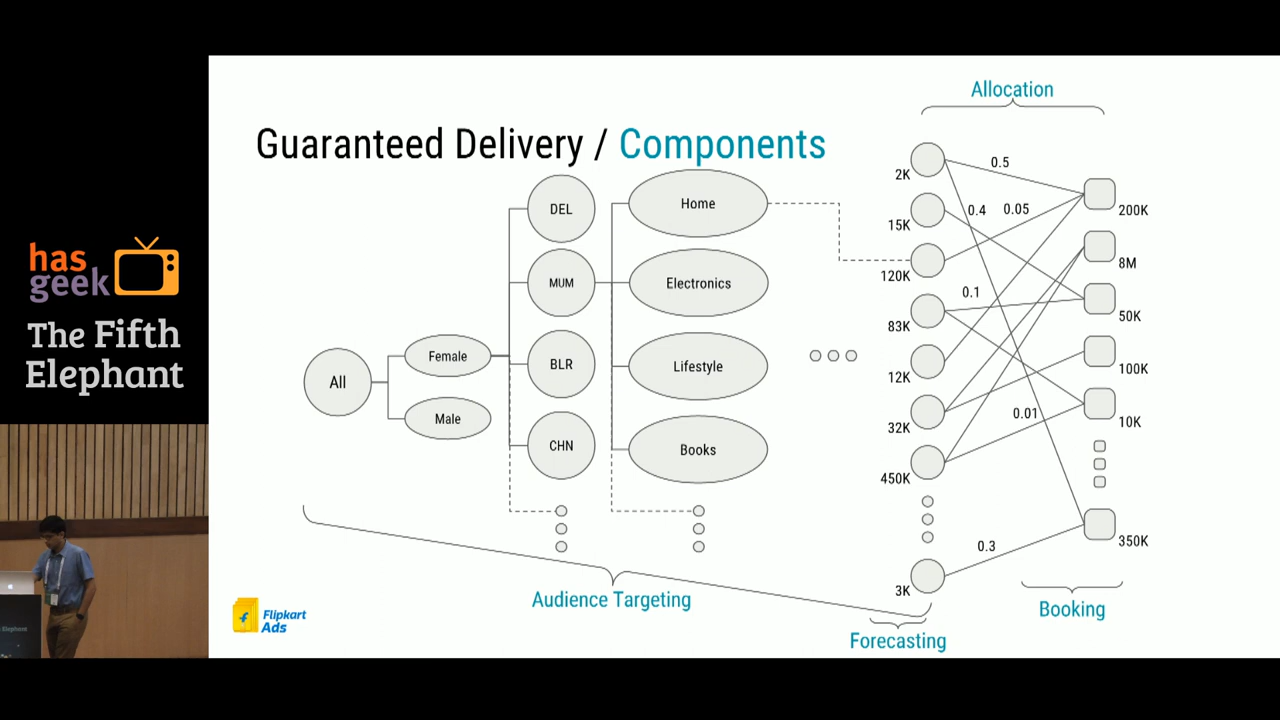 has
geek
The Fifth
Elephant
Guaranteed Delivery / Components
Allocation
All
Female
Male
DEL
MUM
BLR
CHN
Home
Electronics
Lifestyle
Books
2K
15K
120K
83K
12K
32K
450K
3K
0.5
0.4
0.05
0.1
0.01
0.3
200K
8M
50K
100K
10K
350K
Audience Targeting
Forecasting
Booking
f
Flipkart
Ads
Elephant